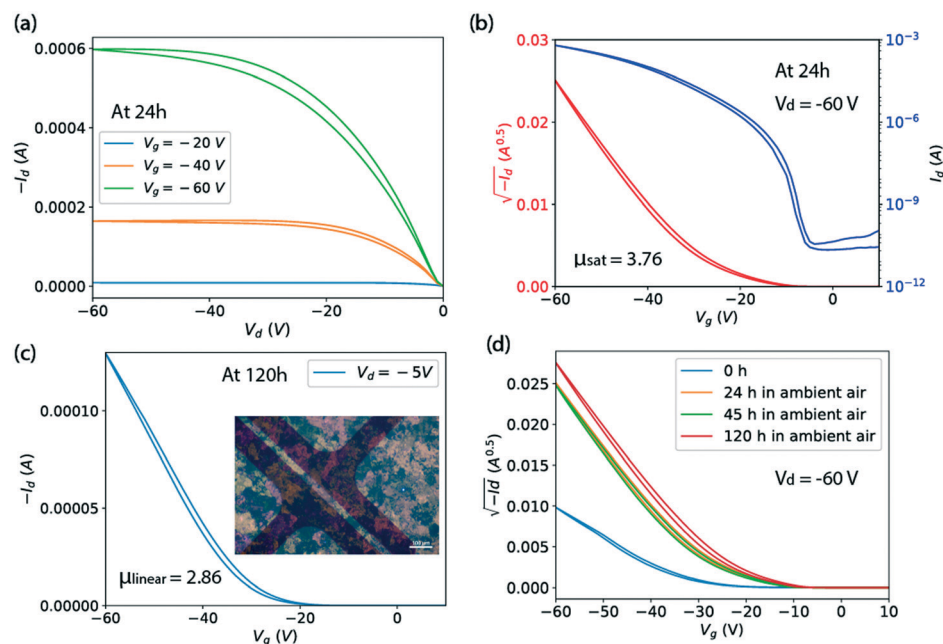 (a)
0.0006
0.0004
0.0002
0.0000
−I_d (A)
At 24h
V_g = − 20 V
V_g = − 40 V
V_g = − 60 V
−60 −40 −20 0
V_d (V)
(b)
0.03
0.02
0.01
0.00
√−I_d (A^0.5)
At 24h
V_d = -60 V
μ_sat = 3.76
10^−3
10^−6
10^−9
10^−12
I_d (A)
−60 −40 −20 0
V_g (V)
(c)
0.00010
0.00005
0.00000
−I_d (A)
At 120h
V_d = − 5V
100 μm
μ_linear = 2.86
−60 −40 −20 0
V_g (V)
(d)
0.025
0.020
0.015
0.010
0.005
0.000
√−Id (A^0.5)
0 h
24 h in ambient air
45 h in ambient air
120 h in ambient air
V_d = -60 V
−60 −50 −40 −30 −20 −10 0 10
V_g (V)